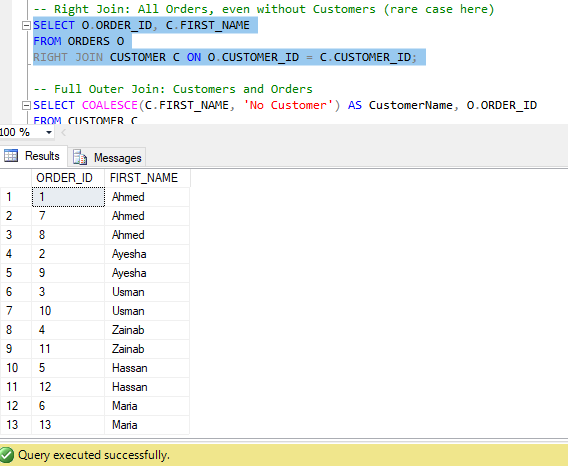 -- Right Join: All Orders, even without Customers (rare case here)
SELECT O.ORDER_ID, C.FIRST_NAME
FROM ORDERS O
RIGHT JOIN CUSTOMER C ON O.CUSTOMER_ID = C.CUSTOMER_ID;
-- Full Outer Join: Customers and Orders
SELECT COALESCE(C.FIRST_NAME, 'No Customer') AS CustomerName, O.ORDER_ID
FROM CUSTOMER C
100 %
Results Messages
ORDER_ID FIRST_NAME
1 1 Ahmed
2 7 Ahmed
3 8 Ahmed
4 2 Ayesha
5 9 Ayesha
6 3 Usman
7 10 Usman
8 4 Zainab
9 11 Zainab
10 5 Hassan
11 12 Hassan
12 6 Maria
13 13 Maria
Query executed successfully.